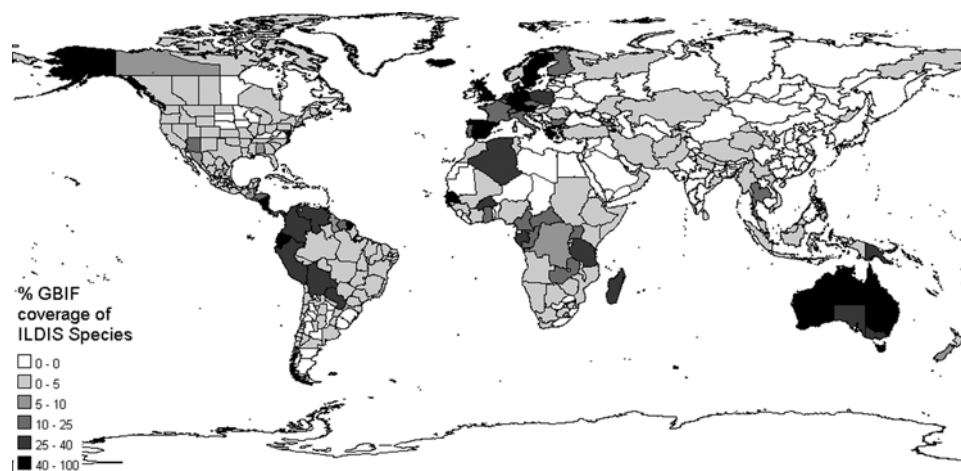 % GBIF
coverage of
ILDIS Species
0 - 0
0 - 5
5 - 10
10 - 25
25 - 40
40 - 100